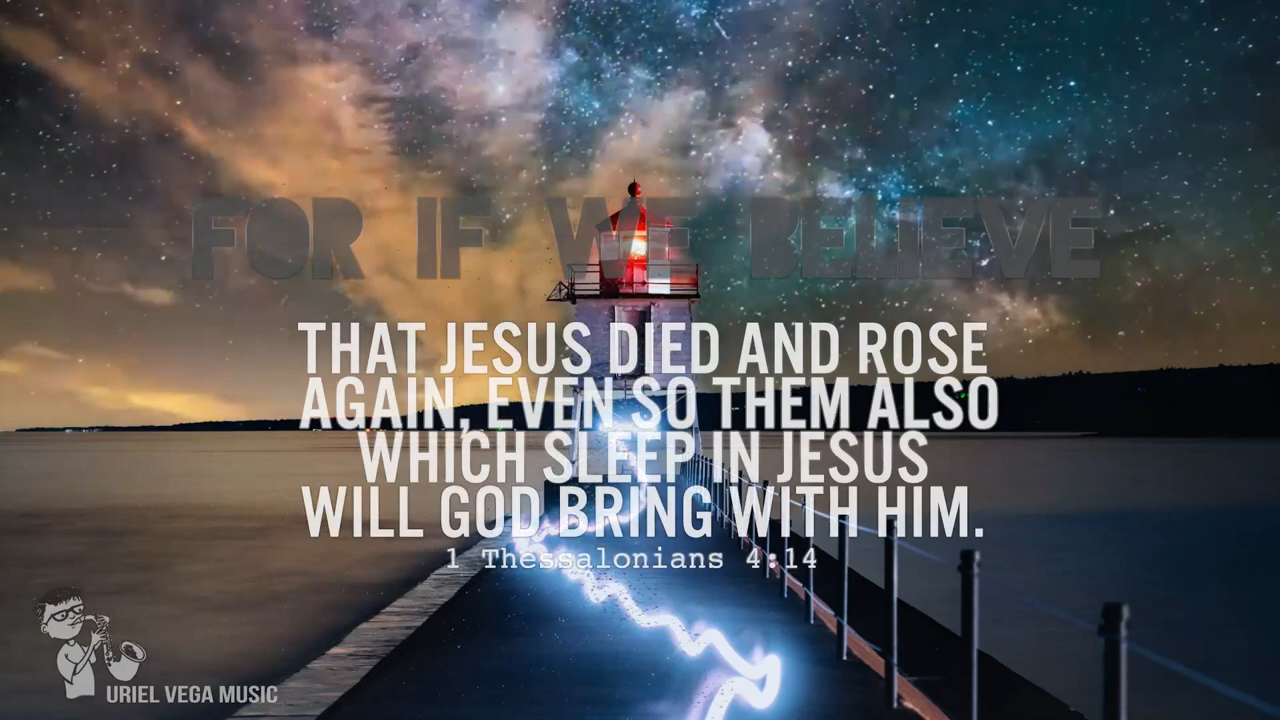 FOR IF WE BELIEVE
THAT JESUS DIED AND ROSE
AGAIN, EVEN SO THEM ALSO
WHICH SLEEP IN JESUS
WILL GOD BRING WITH HIM.
1 Thessalonians 4:14
URIEL VEGA MUSIC